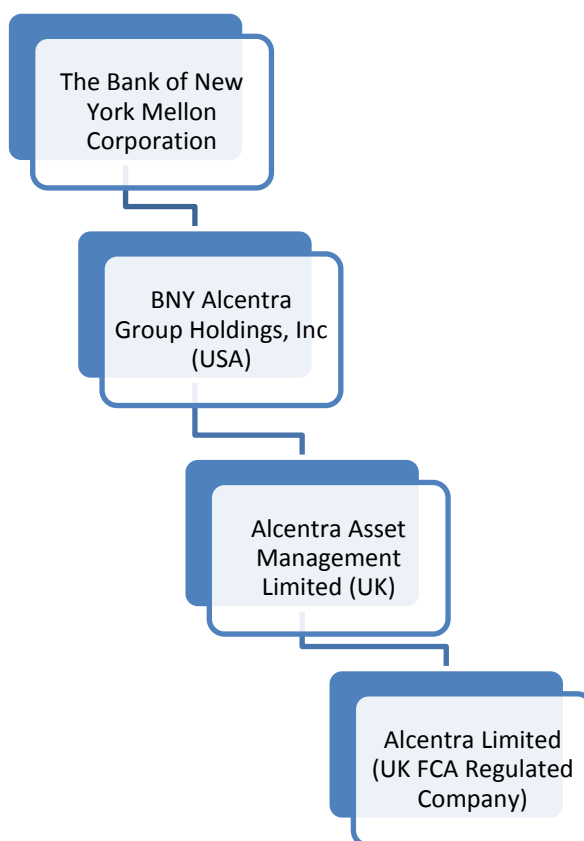 The Bank of New
York Mellon
Corporation
BNY Alcentra
Group Holdings, Inc
(USA)
Alcentra Asset
Management
Limited (UK)
Alcentra Limited
(UK FCA Regulated
Company)